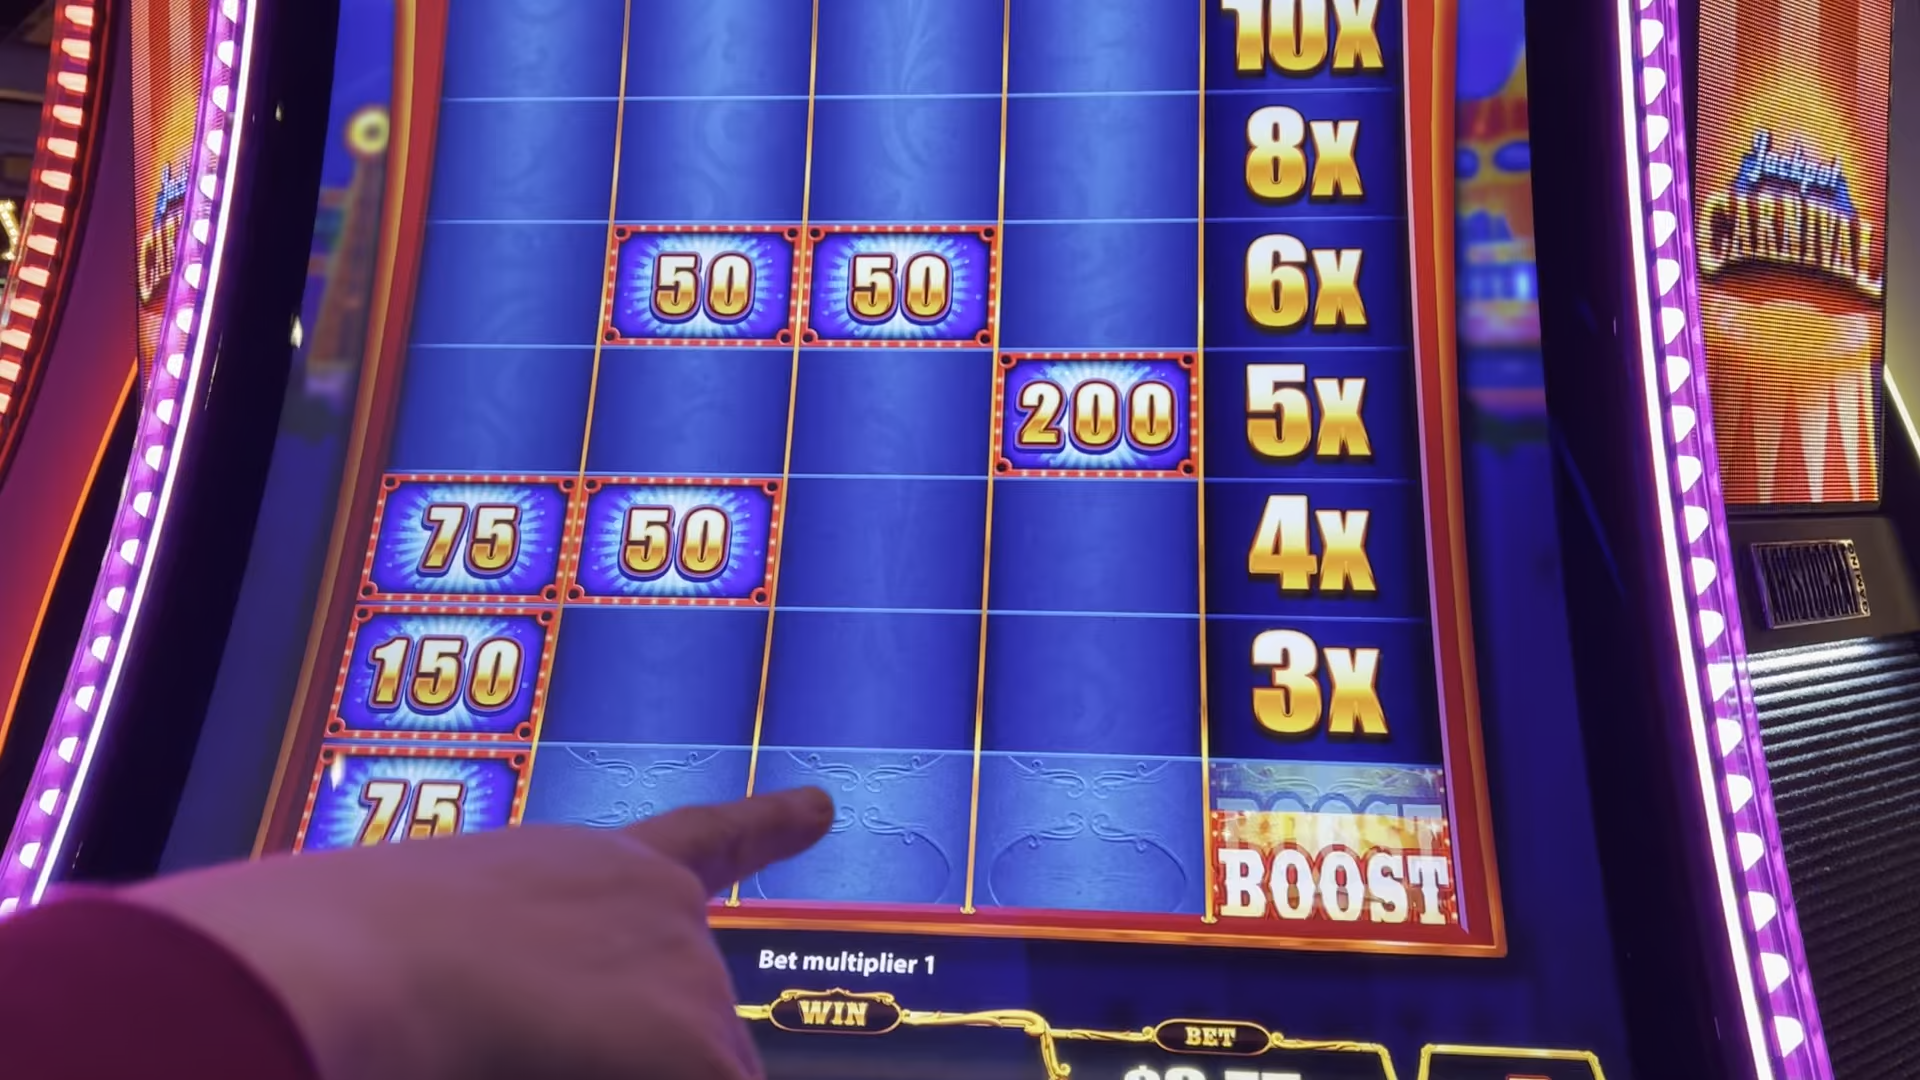 10X
8X
50 50 6X
200 5X
75 50 4X
150 3X
75
BOOST
Bet multiplier 1
WIN
BET
Jackpot
CARNIVAL